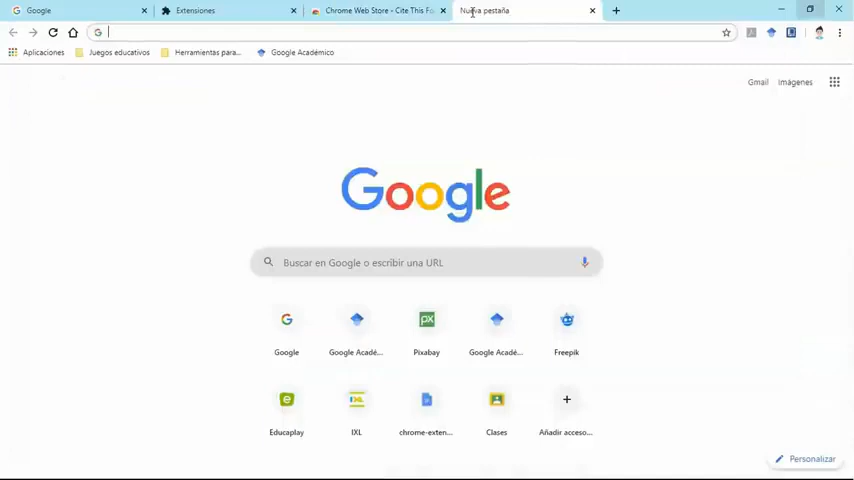 Google
Extensiones
Chrome Web Store - Cite This Fo
Nueva pestaña
Aplicaciones
Juegos educativos
Herramientas para...
Google Académico
Gmail
Imágenes
Google
Buscar en Google o escribir una URL
Google
Google Acadé...
Pixabay
Google Acadé...
Freepik
Educaplay
IXL
chrome-exten...
Clases
Añadir acceso...
Personalizar